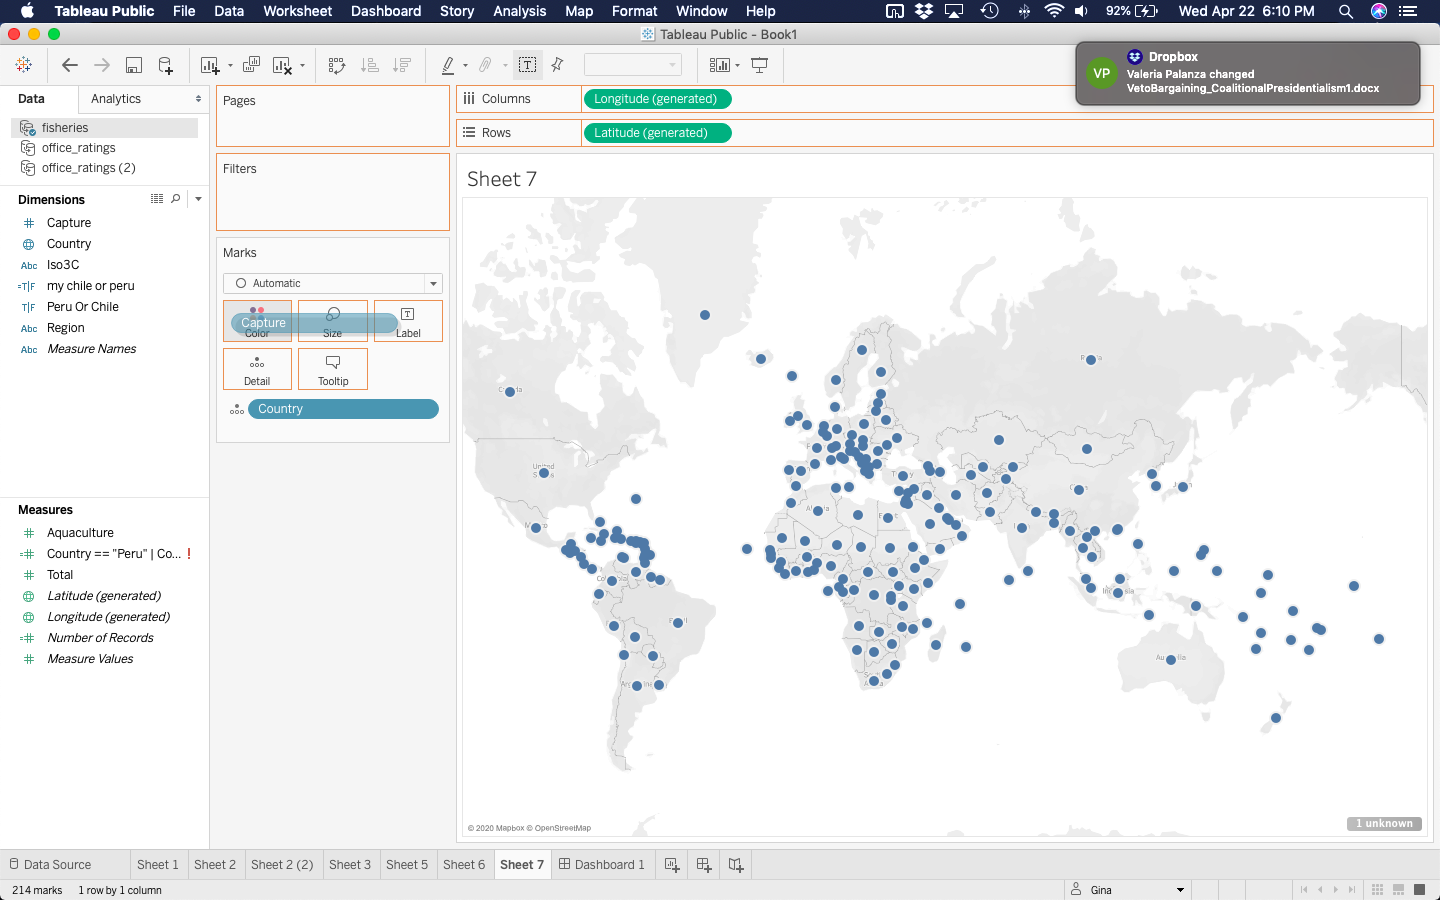 Tableau Public File Data Worksheet Dashboard Story Analysis Map Format Window Help 92% Wed Apr 22 6:10 PM
Tableau Public - Book1
VP
Dropbox
Valeria Palanza changed
VetoBargaining_CoalitionalPresidentialism1.docx
Data Analytics
fisheries
office_ratings
office_ratings (2)
Dimensions
# Capture
Country
Abc Iso3C
=T|F my chile or peru
T|F Peru Or Chile
Abc Region
Abc Measure Names
Measures
# Aquaculture
=# Country == "Peru" | Co... !
# Total
Latitude (generated)
Longitude (generated)
=# Number of Records
# Measure Values
Pages
Filters
Marks
Automatic
Capture
Color Size Label
Detail Tooltip
Country
Columns Longitude (generated)
Rows Latitude (generated)
Sheet 7
United
© 2020 Mapbox © OpenStreetMap
1 unknown
Data Source Sheet 1 Sheet 2 Sheet 2 (2) Sheet 3 Sheet 5 Sheet 6 Sheet 7 Dashboard 1
214 marks 1 row by 1 column Gina